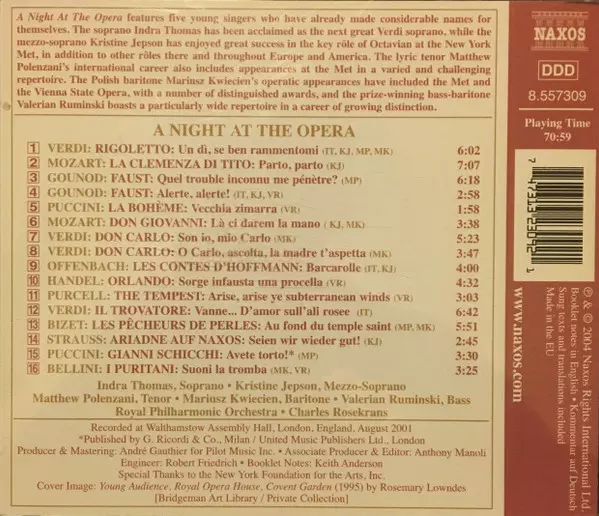 A Night At The Opera features five young singers who have already made considerable names for
themselves. The soprano Indra Thomas has been acclaimed as the next great Verdi soprano, while the
mezzo-soprano Kristine Jepson has enjoyed great success in the key rôle of Octavian at the New York
Met, in addition to other rôles there and throughout Europe and America. The lyric tenor Matthew
Polenzani's international career also includes appearances at the Met in a varied and challenging
repertoire. The Polish baritone Mariusz Kwiecien's operatic appearances have included the Met and
the Vienna State Opera, with a number of distinguished awards, and the prize-winning bass-baritone
Valerian Ruminski boasts a particularly wide repertoire in a career of growing distinction.
A NIGHT AT THE OPERA
1 VERDI: RIGOLETTO: Un dì, se ben rammentomi (IT, KJ, MP, MK) 6:02
2 MOZART: LA CLEMENZA DI TITO: Parto, parto (KJ) 7:07
3 GOUNOD: FAUST: Quel trouble inconnu me pénètre? (MP) 6:18
4 GOUNOD: FAUST: Alerte, alerte! (IT, KJ, VR) 2:58
5 PUCCINI: LA BOHÈME: Vecchia zimarra (VR) 1:58
6 MOZART: DON GIOVANNI: Là ci darem la mano ( KJ, MK) 3:38
7 VERDI: DON CARLO: Son io, mio Carlo (MK) 5:23
8 VERDI: DON CARLO: O Carlo, ascolta, la madre t'aspetta (MK) 3:47
9 OFFENBACH: LES CONTES D'HOFFMANN: Barcarolle (IT, KJ) 4:00
10 HANDEL: ORLANDO: Sorge infausta una procella (VR) 4:32
11 PURCELL: THE TEMPEST: Arise, arise ye subterranean winds (VR) 3:03
12 VERDI: IL TROVATORE: Vanne... D'amor sull'ali rosee (IT) 6:42
13 BIZET: LES PÊCHEURS DE PERLES: Au fond du temple saint (MP, MK) 5:51
14 STRAUSS: ARIADNE AUF NAXOS: Seien wir wieder gut! (KJ) 2:45
15 PUCCINI: GIANNI SCHICCHI: Avete torto!* (MP) 3:30
16 BELLINI: I PURITANI: Suoni la tromba (MK, VR) 3:25
Indra Thomas, Soprano • Kristine Jepson, Mezzo-Soprano
Matthew Polenzani, Tenor • Mariusz Kwiecien, Baritone • Valerian Ruminski, Bass
Royal Philharmonic Orchestra • Charles Rosekrans
Recorded at Walthamstow Assembly Hall, London, England, August 2001
*Published by G. Ricordi & Co., Milan / United Music Publishers Ltd., London
Producer & Mastering: André Gauthier for Pilot Music Inc. • Associate Producer & Editor: Anthony Manoli
Engineer: Robert Friedrich • Booklet Notes: Keith Anderson
Special Thanks to the New York Foundation for the Arts, Inc.
Cover Image: Young Audience, Royal Opera House, Covent Garden (1995) by Rosemary Lowndes
[Bridgeman Art Library / Private Collection]
NAXOS
DDD
8.557309
Playing Time
70:59
7 47313 23092 1
www.naxos.com
℗ & © 2004 Naxos Rights International Ltd.
Booklet notes in English • Kommentar auf Deutsch
Sung texts and translations included
Made in the EU